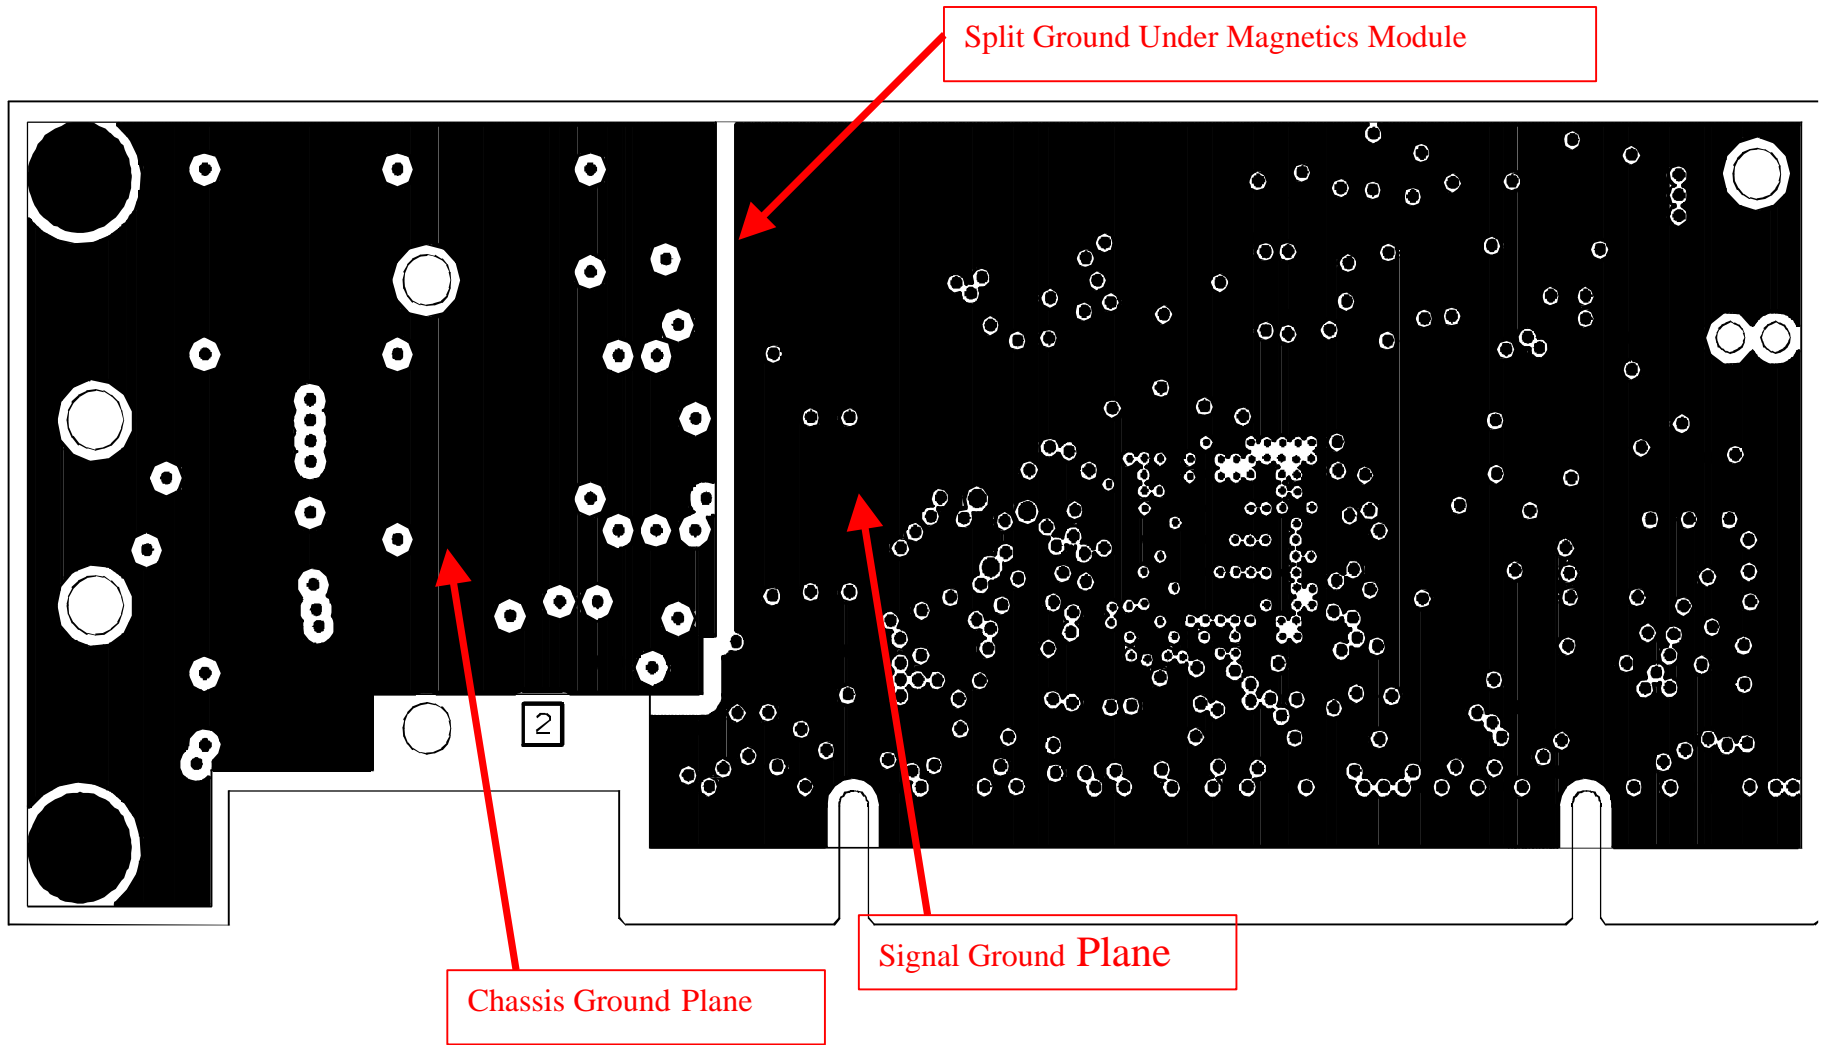 Split Ground Under Magnetics Module
2
Signal Ground Plane
Chassis Ground Plane